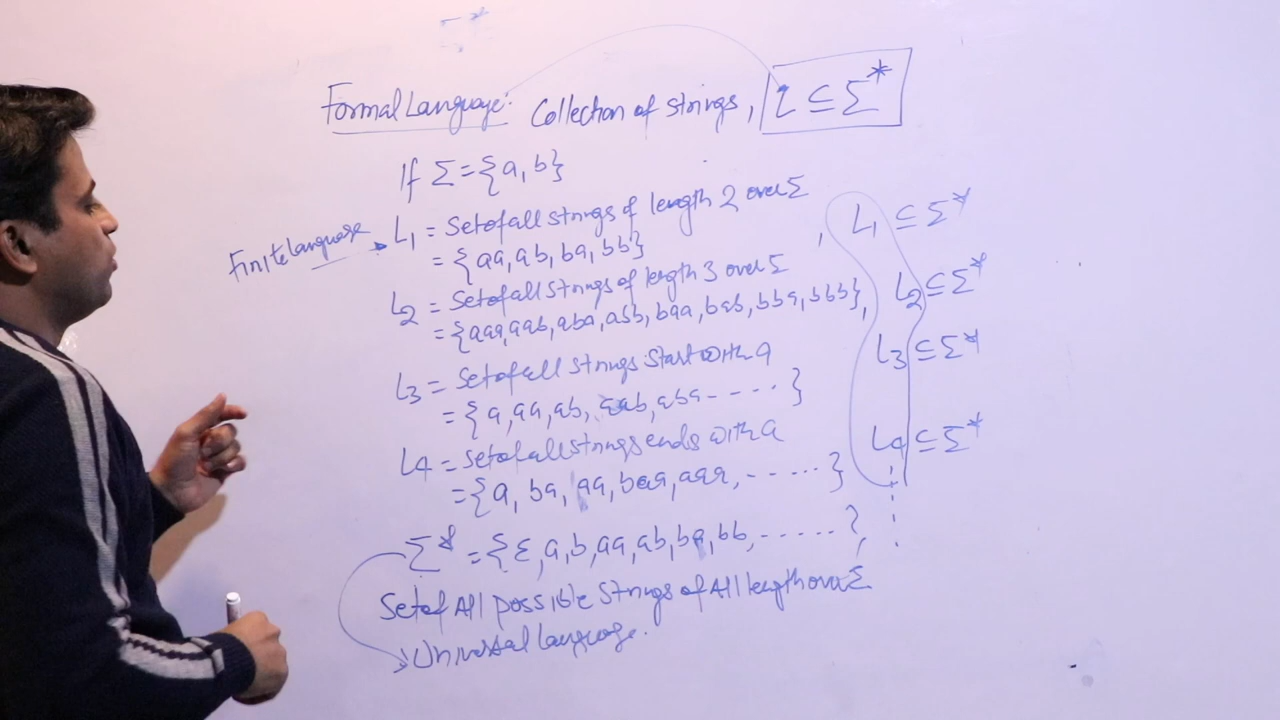 Formal Language: Collection of strings, L ⊆ Σ*
If Σ = {a, b}
Finite Language
L1 = Set of all strings of length 2 over Σ
= {aa, ab, ba, bb}, L1 ⊆ Σ*
L2 = Set of all strings of length 3 over Σ
= {aaa, aab, aba, abb, baa, bab, bba, bbb}, L2 ⊆ Σ*
L3 = Set of all strings start with a L3 ⊆ Σ*
= {a, aa, ab, aab, aba - - - - - }
L4 = Set of all strings ends with a L4 ⊆ Σ*
= {a, ba, aa, baa, aaa, - - - - - - }
Σ* = {ε, a, b, aa, ab, ba, bb, - - - - - - },
Set of All possible Strings of All length over Σ
Universal Language.